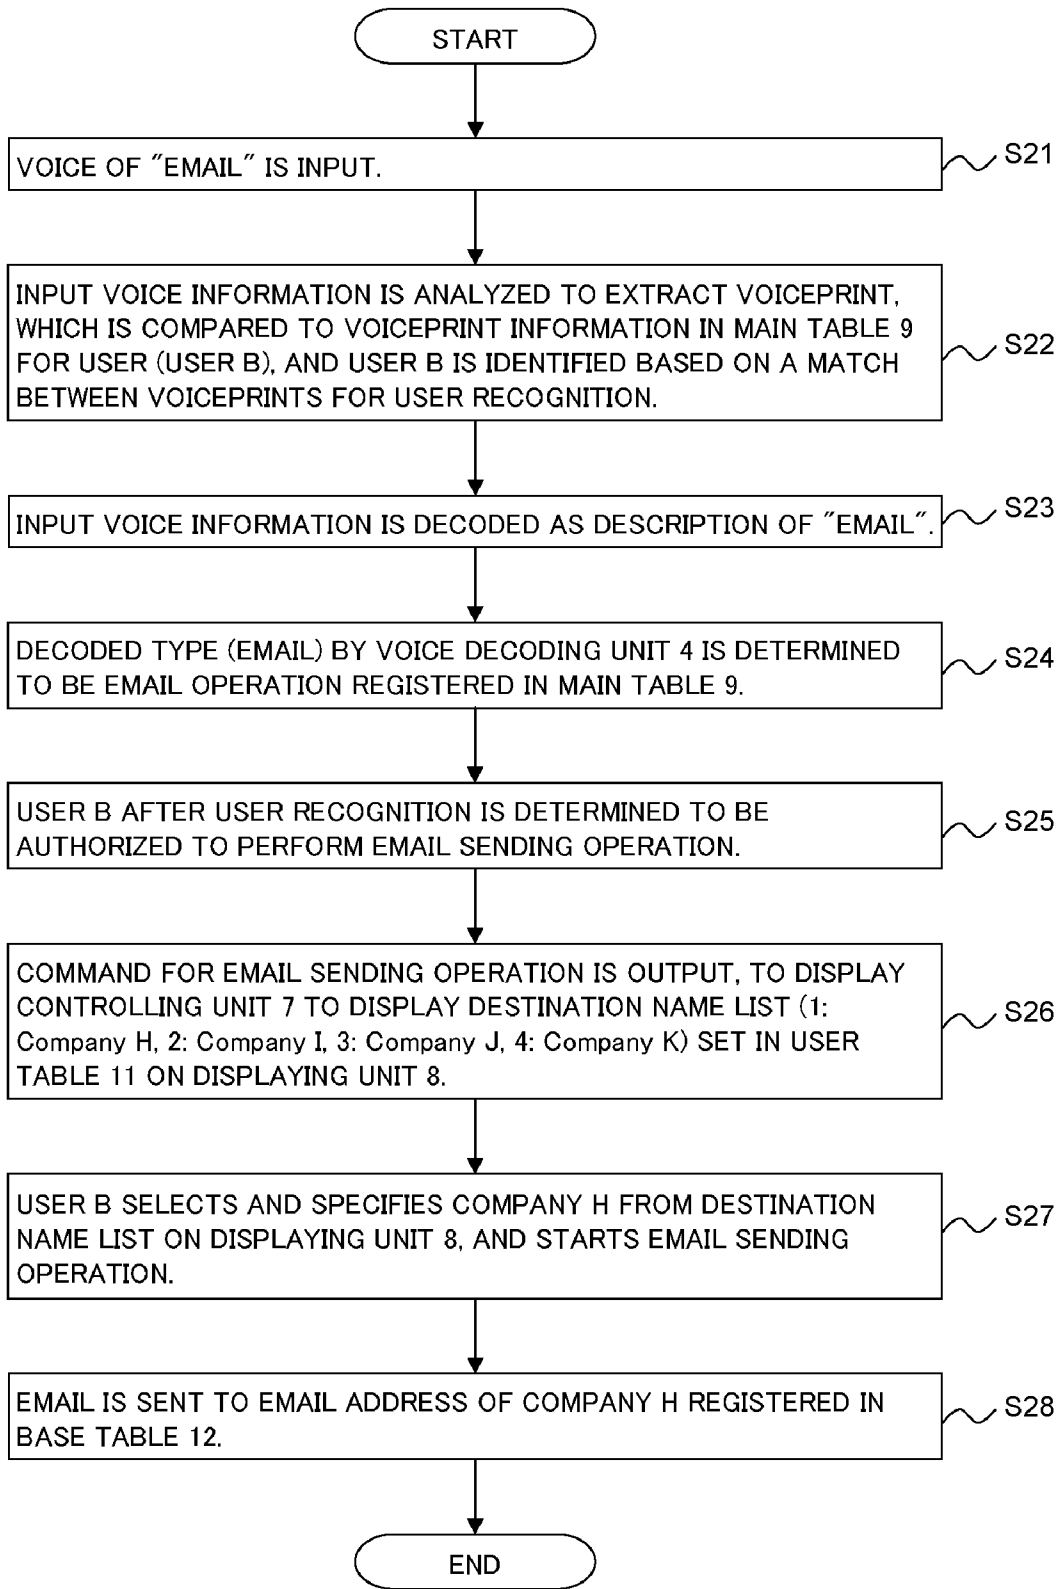 START
VOICE OF "EMAIL" IS INPUT.
S21
INPUT VOICE INFORMATION IS ANALYZED TO EXTRACT VOICEPRINT,
WHICH IS COMPARED TO VOICEPRINT INFORMATION IN MAIN TABLE 9
FOR USER (USER B), AND USER B IS IDENTIFIED BASED ON A MATCH
BETWEEN VOICEPRINTS FOR USER RECOGNITION.
S22
INPUT VOICE INFORMATION IS DECODED AS DESCRIPTION OF "EMAIL".
S23
DECODED TYPE (EMAIL) BY VOICE DECODING UNIT 4 IS DETERMINED
TO BE EMAIL OPERATION REGISTERED IN MAIN TABLE 9.
S24
USER B AFTER USER RECOGNITION IS DETERMINED TO BE
AUTHORIZED TO PERFORM EMAIL SENDING OPERATION.
S25
COMMAND FOR EMAIL SENDING OPERATION IS OUTPUT, TO DISPLAY
CONTROLLING UNIT 7 TO DISPLAY DESTINATION NAME LIST (1:
Company H, 2: Company I, 3: Company J, 4: Company K) SET IN USER
TABLE 11 ON DISPLAYING UNIT 8.
S26
USER B SELECTS AND SPECIFIES COMPANY H FROM DESTINATION
NAME LIST ON DISPLAYING UNIT 8, AND STARTS EMAIL SENDING
OPERATION.
S27
EMAIL IS SENT TO EMAIL ADDRESS OF COMPANY H REGISTERED IN
BASE TABLE 12.
S28
END